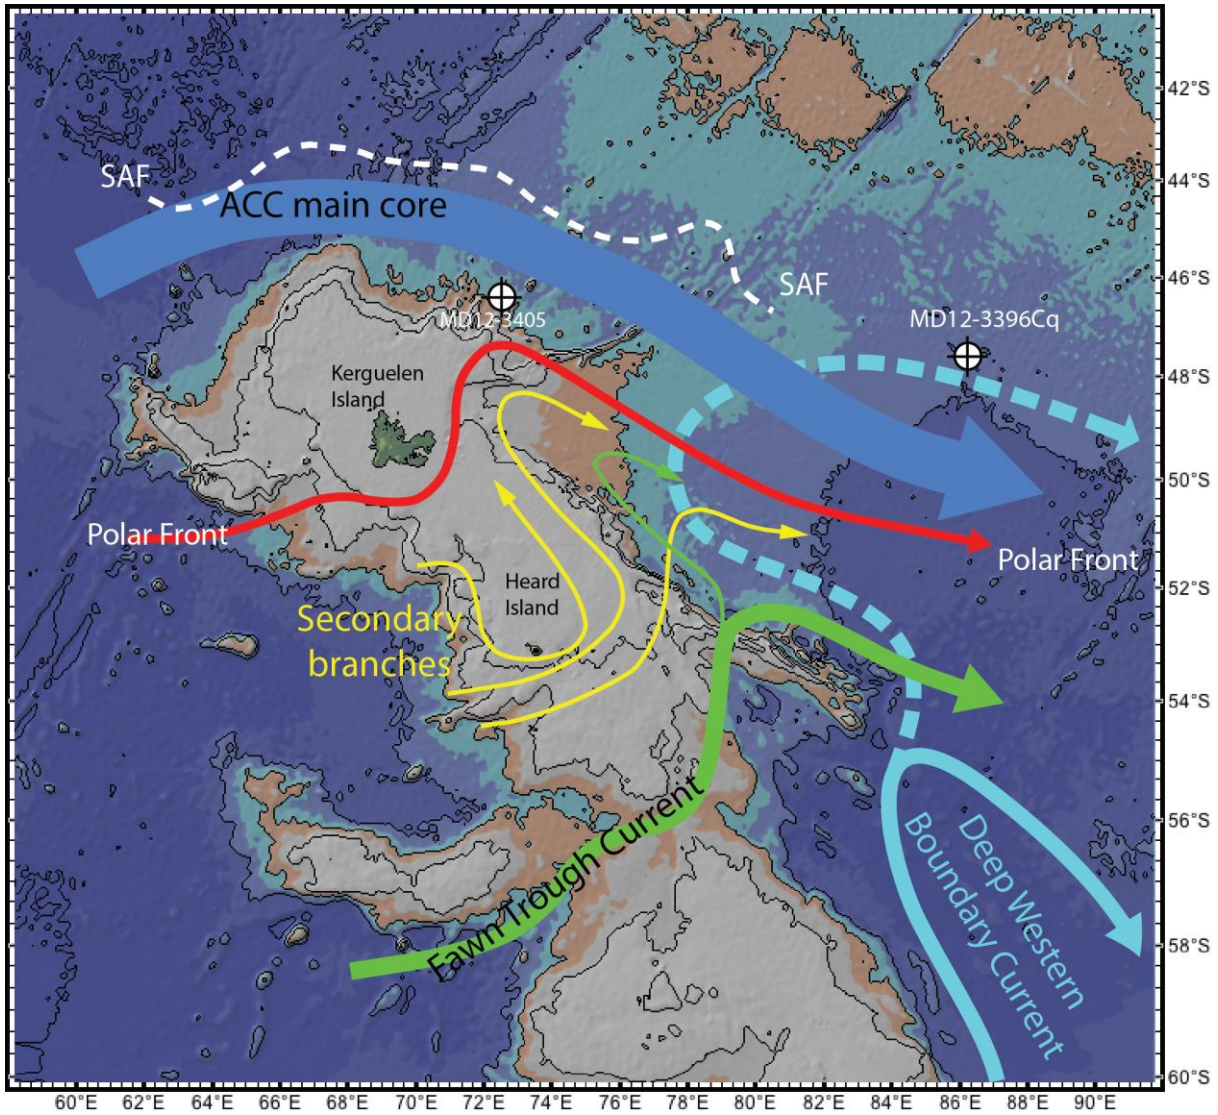 42°S
SAF
44°S
ACC main core
46°S
SAF
MD12-3405
MD12-3396Cq
Kerguelen
Island
48°S
50°S
Polar Front
Polar Front
Heard
Island
52°S
Secondary
branches
54°S
Fawn Trough Current
56°S
Deep Western
Boundary Current
58°S
60°S
60°E 62°E 64°E 66°E 68°E 70°E 72°E 74°E 76°E 78°E 80°E 82°E 84°E 86°E 88°E 90°E